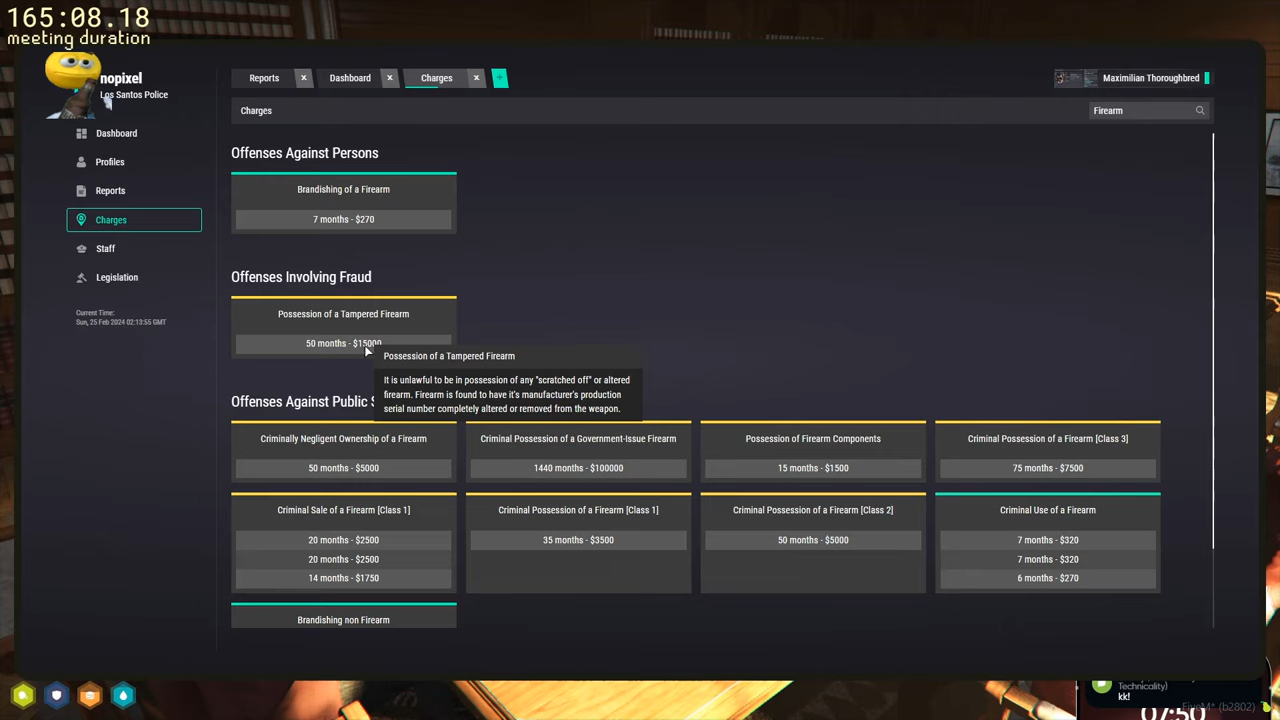 165:08.18
meeting duration
nopixel
Los Santos Police
Reports
Dashboard
Charges
+
Maximilian Thoroughbred
Charges
Firearm
Dashboard
Profiles
Reports
Charges
Staff
Legislation
Current Time:
Sun, 25 Feb 2024 02:13:55 GMT
Offenses Against Persons
Brandishing of a Firearm
7 months - $270
Offenses Involving Fraud
Possession of a Tampered Firearm
50 months - $15000
Possession of a Tampered Firearm
It is unlawful to be in possession of any "scratched off" or altered
firearm. Firearm is found to have it's manufacturer's production
serial number completely altered or removed from the weapon.
Offenses Against Public S
Criminally Negligent Ownership of a Firearm
50 months - $5000
Criminal Possession of a Government-Issue Firearm
1440 months - $100000
Possession of Firearm Components
15 months - $1500
Criminal Possession of a Firearm [Class 3]
75 months - $7500
Criminal Sale of a Firearm [Class 1]
20 months - $2500
20 months - $2500
14 months - $1750
Criminal Possession of a Firearm [Class 1]
35 months - $3500
Criminal Possession of a Firearm [Class 2]
50 months - $5000
Criminal Use of a Firearm
7 months - $320
7 months - $320
6 months - $270
Brandishing non Firearm
Technicality)
kk!
07:50
FiveM* (b2802)